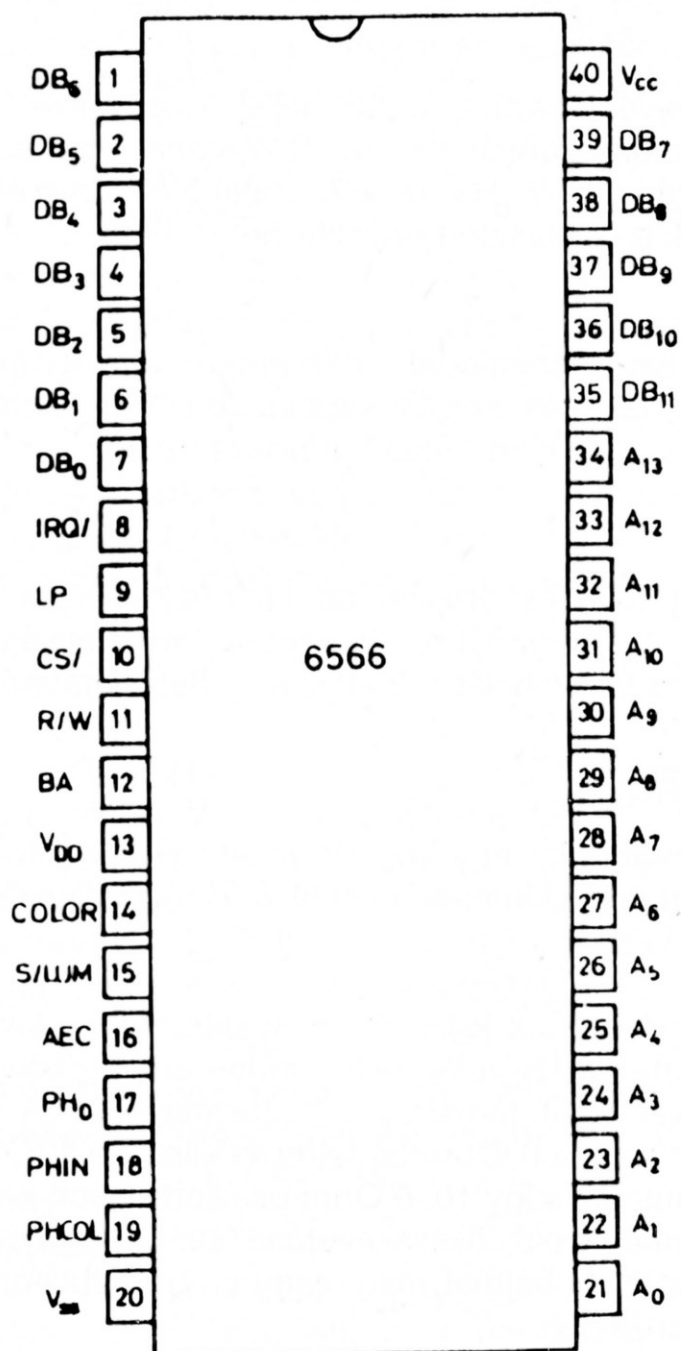 DB₆ 1
DB₅ 2
DB₄ 3
DB₃ 4
DB₂ 5
DB₁ 6
DB₀ 7
IRQ/ 8
LP 9
CS/ 10
R/W 11
BA 12
V_DD 13
COLOR 14
S/LUM 15
AEC 16
PH₀ 17
PHIN 18
PHCOL 19
V_SS 20
6566
40 V_CC
39 DB₇
38 DB₈
37 DB₉
36 DB₁₀
35 DB₁₁
34 A₁₃
33 A₁₂
32 A₁₁
31 A₁₀
30 A₉
29 A₈
28 A₇
27 A₆
26 A₅
25 A₄
24 A₃
23 A₂
22 A₁
21 A₀